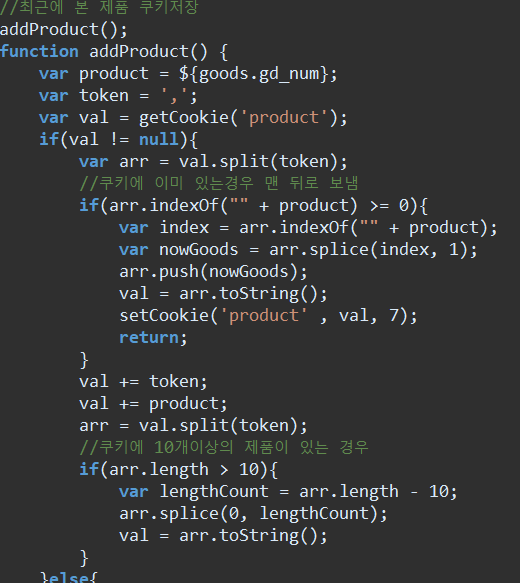 //최근에 본 제품 쿠키저장
addProduct();
function addProduct() {
    var product = ${goods.gd_num};
    var token = ',';
    var val = getCookie('product');
    if(val != null){
        var arr = val.split(token);
        //쿠키에 이미 있는경우 맨 뒤로 보냄
        if(arr.indexOf("" + product) >= 0){
            var index = arr.indexOf("" + product);
            var nowGoods = arr.splice(index, 1);
            arr.push(nowGoods);
            val = arr.toString();
            setCookie('product' , val, 7);
            return;
        }
        val += token;
        val += product;
        arr = val.split(token);
        //쿠키에 10개이상의 제품이 있는 경우
        if(arr.length > 10){
            var lengthCount = arr.length - 10;
            arr.splice(0, lengthCount);
            val = arr.toString();
        }
    }else{